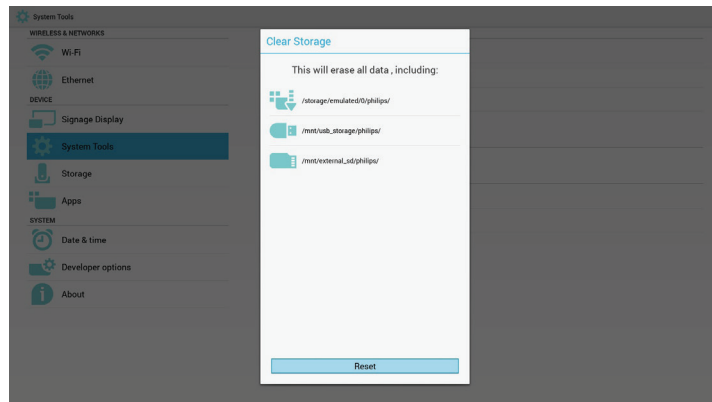 System Tools
WIRELESS & NETWORKS
Wi-Fi
Ethernet
DEVICE
Signage Display
System Tools
Storage
Apps
SYSTEM
Date & time
Developer options
About
Clear Storage
This will erase all data , including:
/storage/emulated/0/philips/
/mnt/usb_storage/philips/
/mnt/external_sd/philips/
Reset